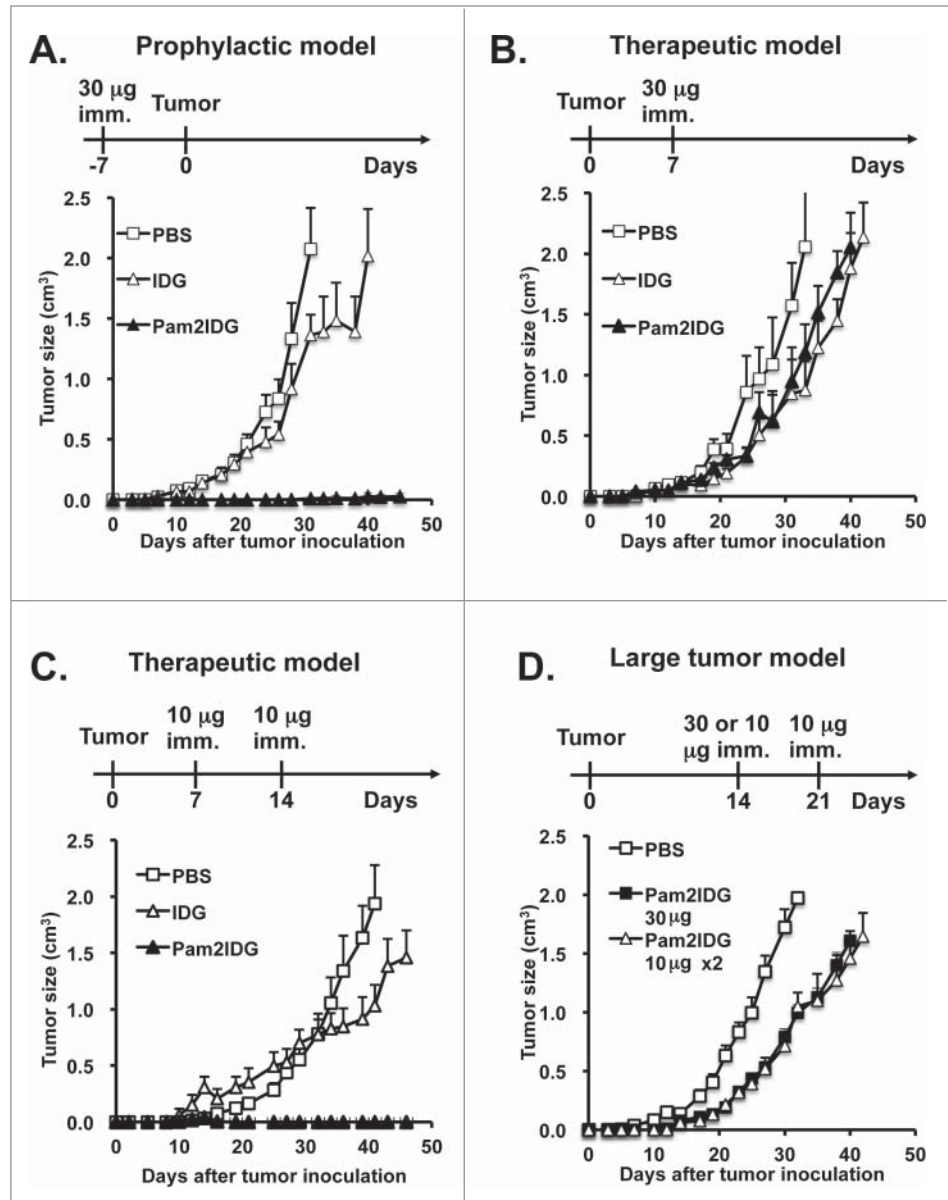 A. Prophylactic model
30 μg
imm. Tumor
-7 0 Days
2.5
2.0
1.5
1.0
0.5
0.0
Tumor size (cm³)
PBS
IDG
Pam2IDG
0 10 20 30 40 50
Days after tumor inoculation
B. Therapeutic model
Tumor 30 μg
imm.
0 7 Days
2.5
2.0
1.5
1.0
0.5
0.0
Tumor size (cm³)
PBS
IDG
Pam2IDG
0 10 20 30 40 50
Days after tumor inoculation
C. Therapeutic model
10 μg 10 μg
Tumor imm. imm.
0 7 14 Days
2.5
2.0
1.5
1.0
0.5
0.0
Tumor size (cm³)
PBS
IDG
Pam2IDG
0 10 20 30 40 50
Days after tumor inoculation
D. Large tumor model
30 or 10 10 μg
Tumor μg imm. imm.
0 14 21 Days
2.5
2.0
1.5
1.0
0.5
0.0
Tumor size (cm³)
PBS
Pam2IDG
30μg
Pam2IDG
10μg x2
0 10 20 30 40 50
Days after tumor inoculation